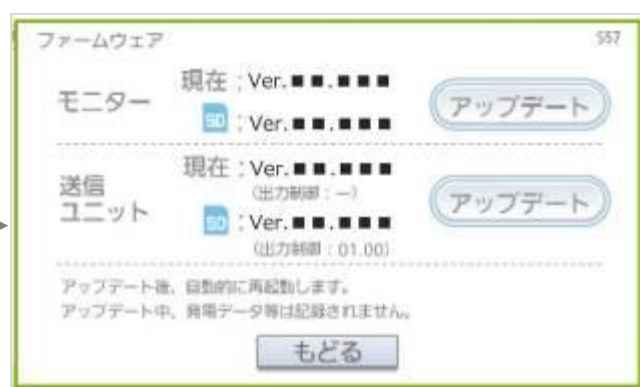 ファームウェア
S57
モニター
現在 : Ver.■■.■■■
SD : Ver.■■.■■■
アップデート
送信
ユニット
現在 : Ver.■■.■■■
(出力制御 : ー)
SD : Ver.■■.■■■
(出力制御 : 01.00)
アップデート
アップデート後、自動的に再起動します。
アップデート中、発電データ等は記録されません。
もどる